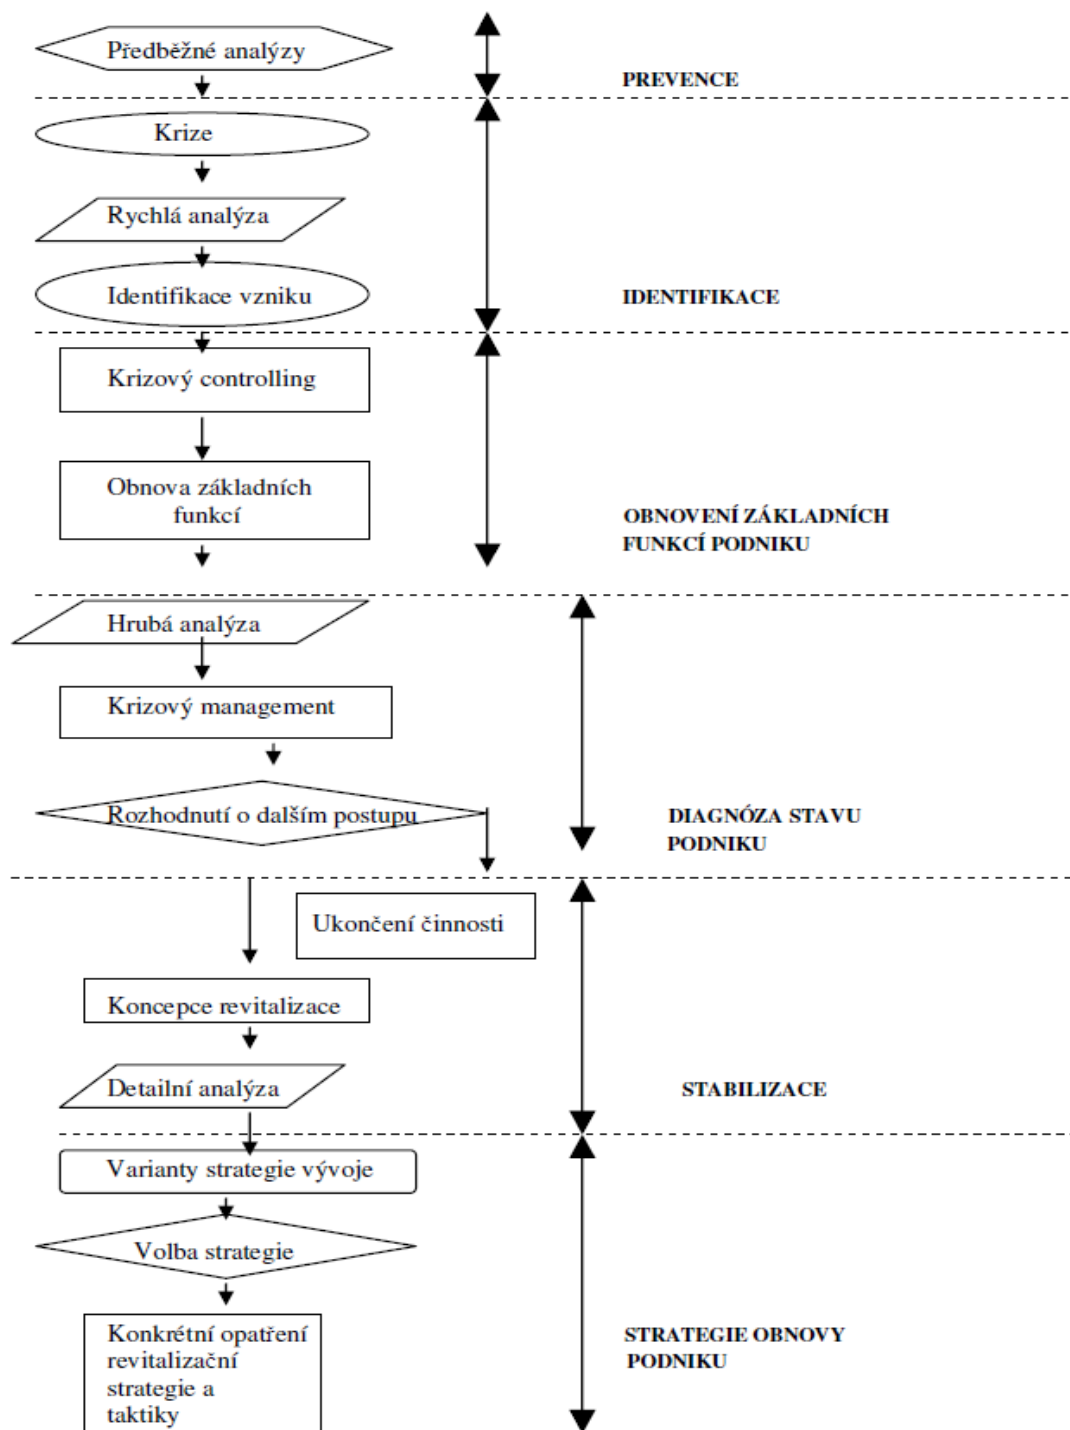 Předběžné analýzy
PREVENCE
Krize
Rychlá analýza
Identifikace vzniku
IDENTIFIKACE
Krizový controlling
Obnova základních
funkcí
OBNOVENÍ ZÁKLADNÍCH
FUNKCÍ PODNIKU
Hrubá analýza
Krizový management
Rozhodnutí o dalším postupu
DIAGNÓZA STAVU
PODNIKU
Ukončení činnosti
Koncepce revitalizace
Detailní analýza
STABILIZACE
Varianty strategie vývoje
Volba strategie
Konkrétní opatření
revitalizační
strategie a
taktiky
STRATEGIE OBNOVY
PODNIKU